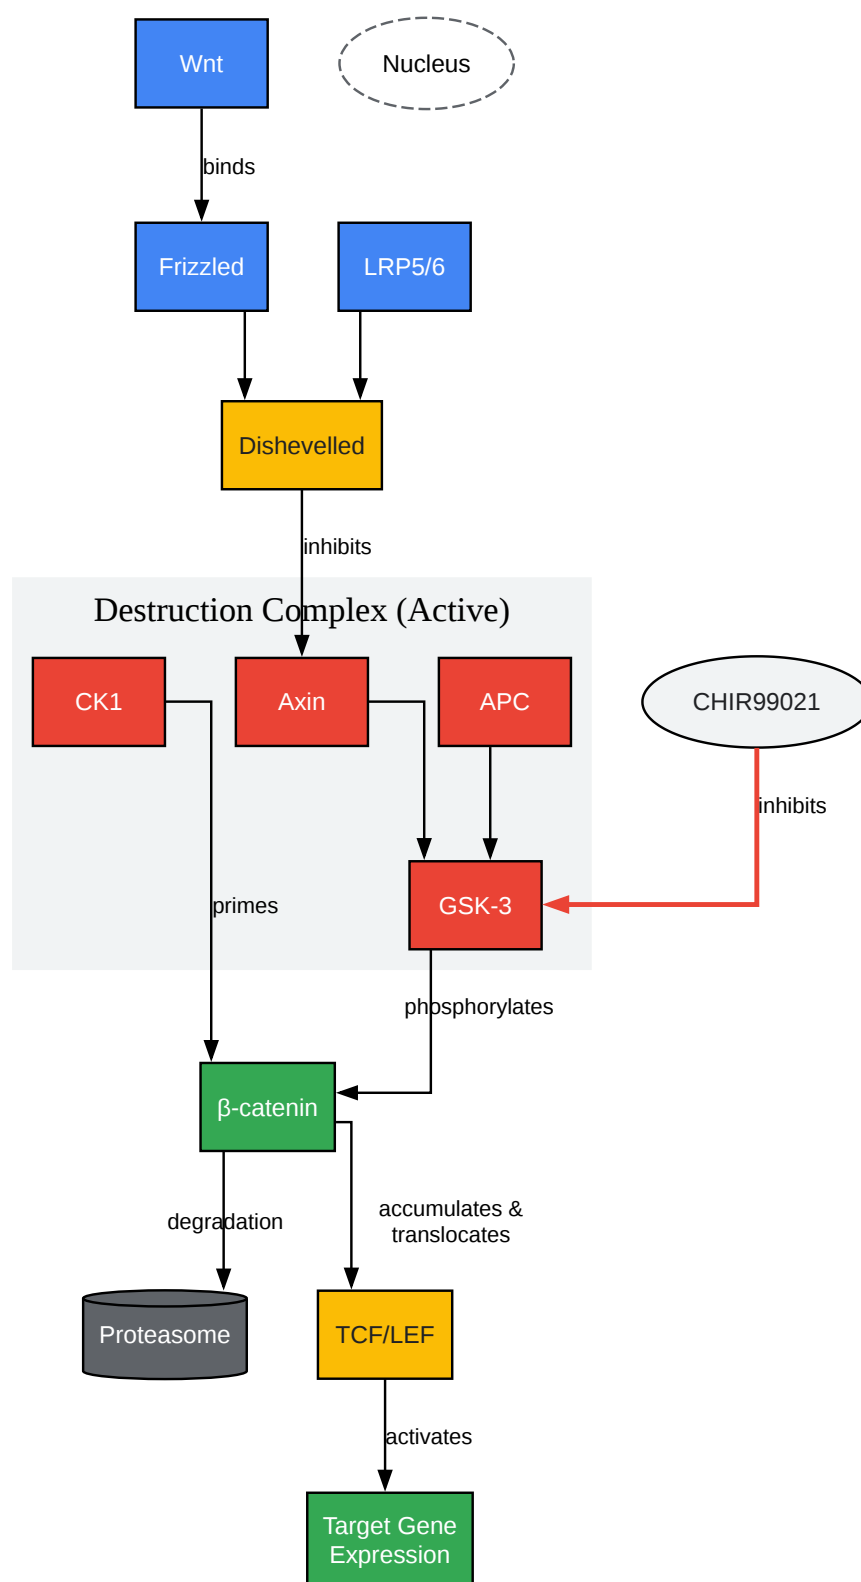 Wnt
Nucleus
binds
Frizzled
LRP5/6
Dishevelled
inhibits
Destruction Complex (Active)
CK1
Axin
APC
CHIR99021
inhibits
primes
GSK-3
phosphorylates
β-catenin
degradation
accumulates &
translocates
Proteasome
TCF/LEF
activates
Target Gene
Expression